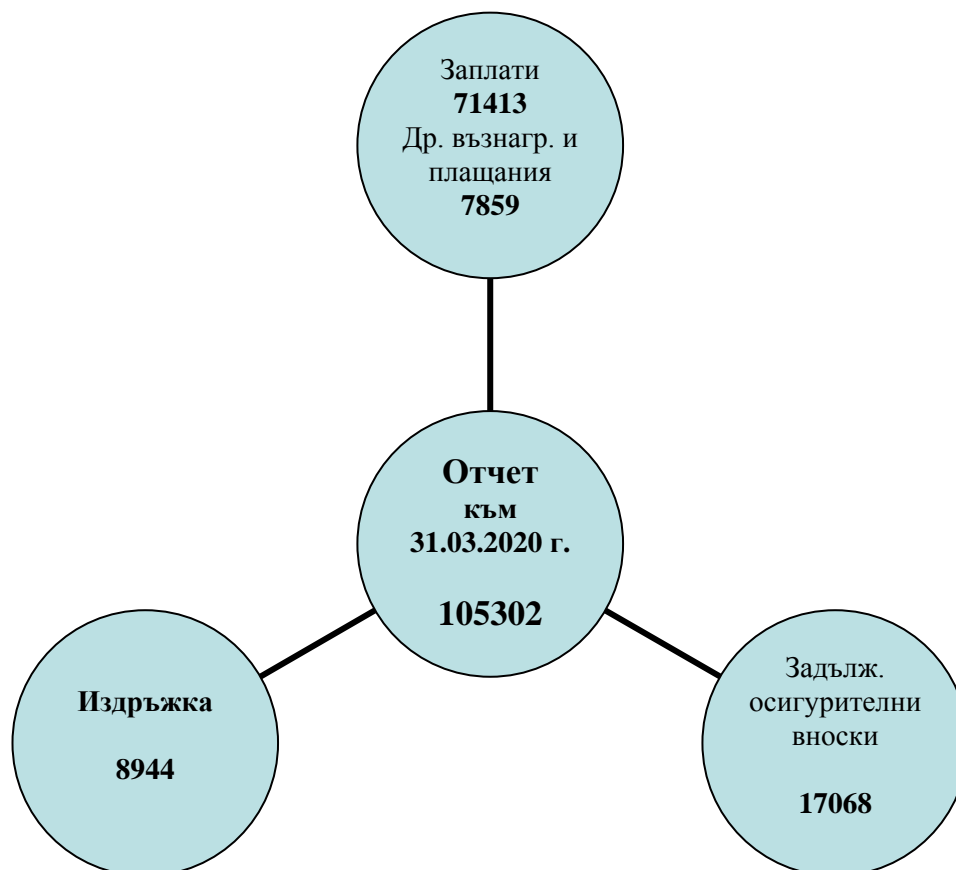 Заплати
71413
Др. възнагр. и
плащания
7859
Отчет
към
31.03.2020 г.
105302
Издръжка
8944
Задълж.
осигурителни
вноски
17068